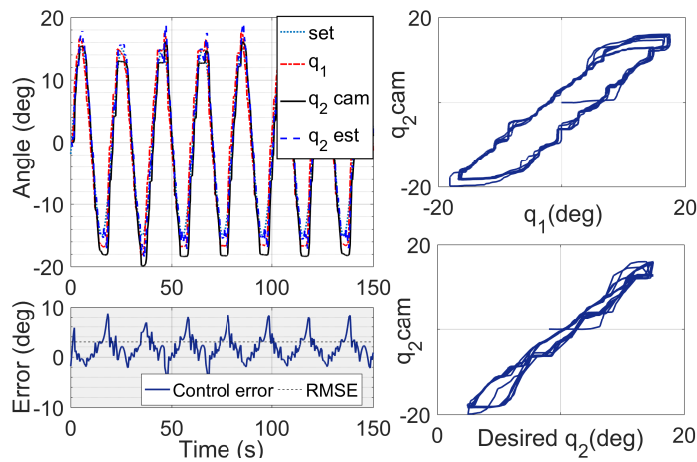 Angle (deg)
20
10
0
-10
-20
0
50
100
150
set
q1
q2 cam
q2 est
Error (deg)
10
0
-10
Control error
RMSE
0
50
100
150
Time (s)
q2cam
20
-20
-20
20
q1(deg)
q2cam
20
-20
0
20
Desired q2(deg)